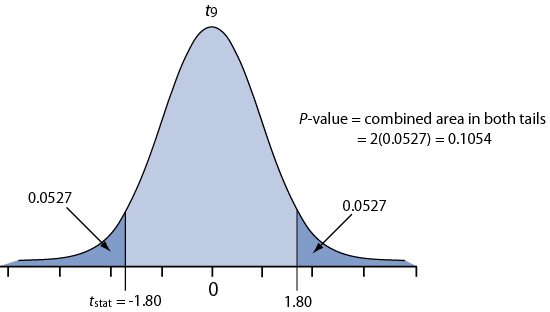 t9
P-value = combined area in both tails
= 2(0.0527) = 0.1054
0.0527
0.0527
tstat = -1.80
0
1.80